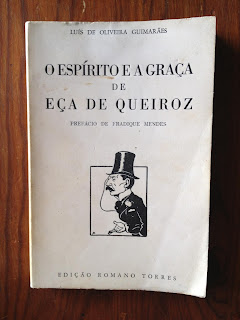 LUÍS DE OLIVEIRA GUIMARÃES
O ESPÍRITO E A GRAÇA
DE
EÇA DE QUEIROZ
PREFÁCIO DE FRADIQUE MENDES
EDIÇÃO ROMANO TORRES